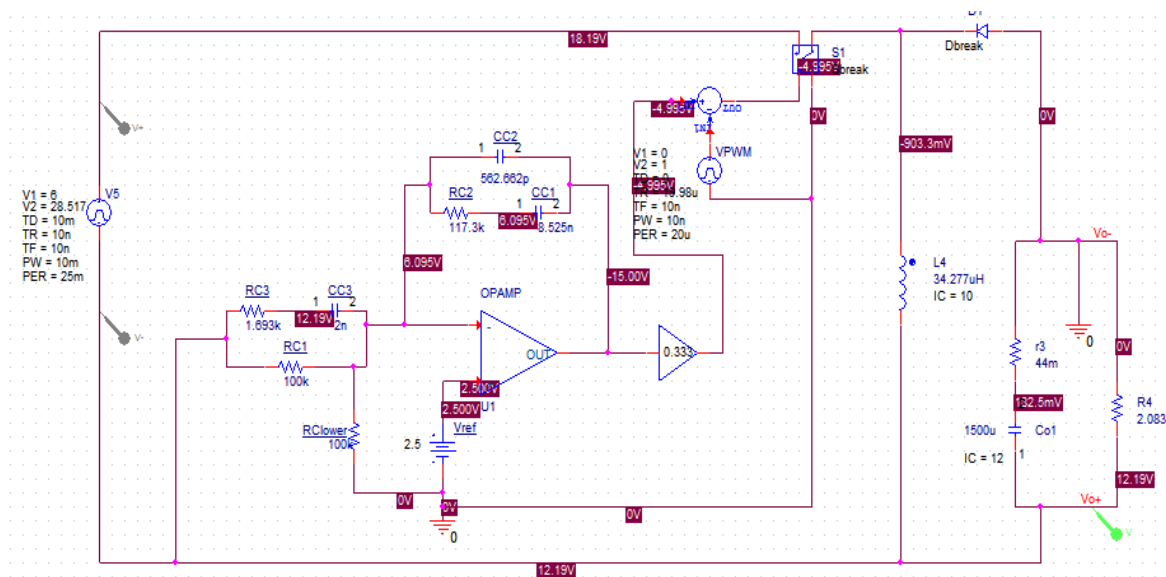 18.19V
Dbreak
S1
-4.995V
-4.995V
OUT
IN1
0V
-903.3mV
0V
V+
V5
V1 = 6
V2 = 28.517
TD = 10m
TR = 10n
TF = 10n
PW = 10m
PER = 25m
V-
CC2
1 2
562.662p
RC2
117.3k
CC1
1 2
6.095V
8.525n
VPWM
V1 = 0
V2 = 1
-4.995V
TF = 10n
PW = 10n
PER = 20u
6.095V
-15.00V
OPAMP
-
OUT
U1
2.500V
2.500V
0.333
RC3
1.693k
CC3
1 2
12.19V
2n
RC1
100k
RClower
100k
Vref
2.5
0V
0V
0V
0
L4
34.277uH
IC = 10
Vo-
0
0V
r3
44m
132.5mV
1500u
Co1
IC = 12
1
R4
2.083
12.19V
Vo+
V
12.19V